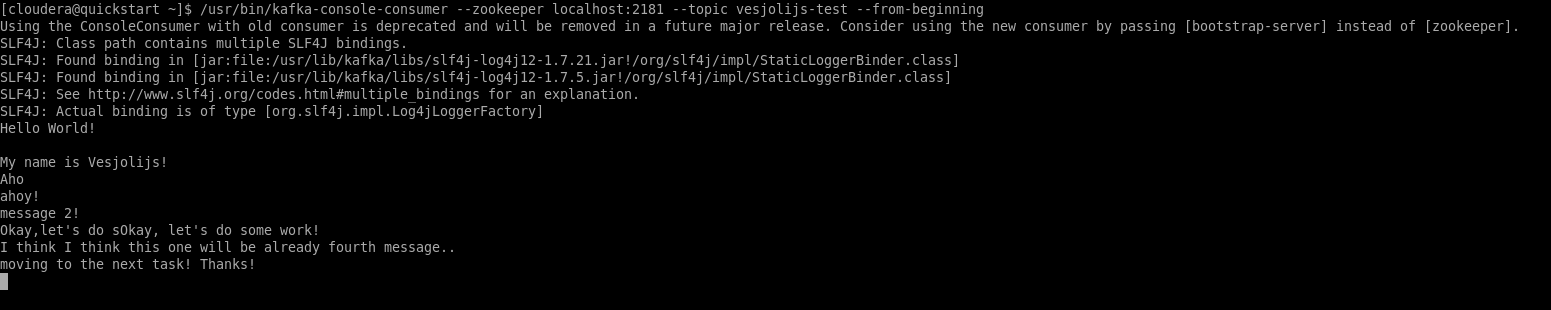 [cloudera@quickstart ~]$ /usr/bin/kafka-console-consumer --zookeeper localhost:2181 --topic vesjolijs-test --from-beginning
Using the ConsoleConsumer with old consumer is deprecated and will be removed in a future major release. Consider using the new consumer by passing [bootstrap-server] instead of [zookeeper].
SLF4J: Class path contains multiple SLF4J bindings.
SLF4J: Found binding in [jar:file:/usr/lib/kafka/libs/slf4j-log4j12-1.7.21.jar!/org/slf4j/impl/StaticLoggerBinder.class]
SLF4J: Found binding in [jar:file:/usr/lib/kafka/libs/slf4j-log4j12-1.7.5.jar!/org/slf4j/impl/StaticLoggerBinder.class]
SLF4J: See http://www.slf4j.org/codes.html#multiple_bindings for an explanation.
SLF4J: Actual binding is of type [org.slf4j.impl.Log4jLoggerFactory]
Hello World!
My name is Vesjolijs!
Aho
ahoy!
message 2!
Okay,let's do sOkay, let's do some work!
I think I think this one will be already fourth message..
moving to the next task! Thanks!